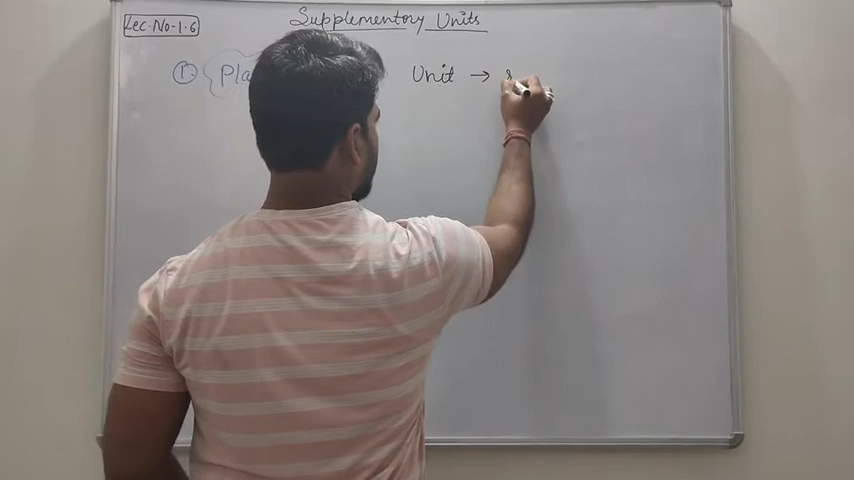 Lec.No-1.6
Supplementory Units
1. Pla
Unit →